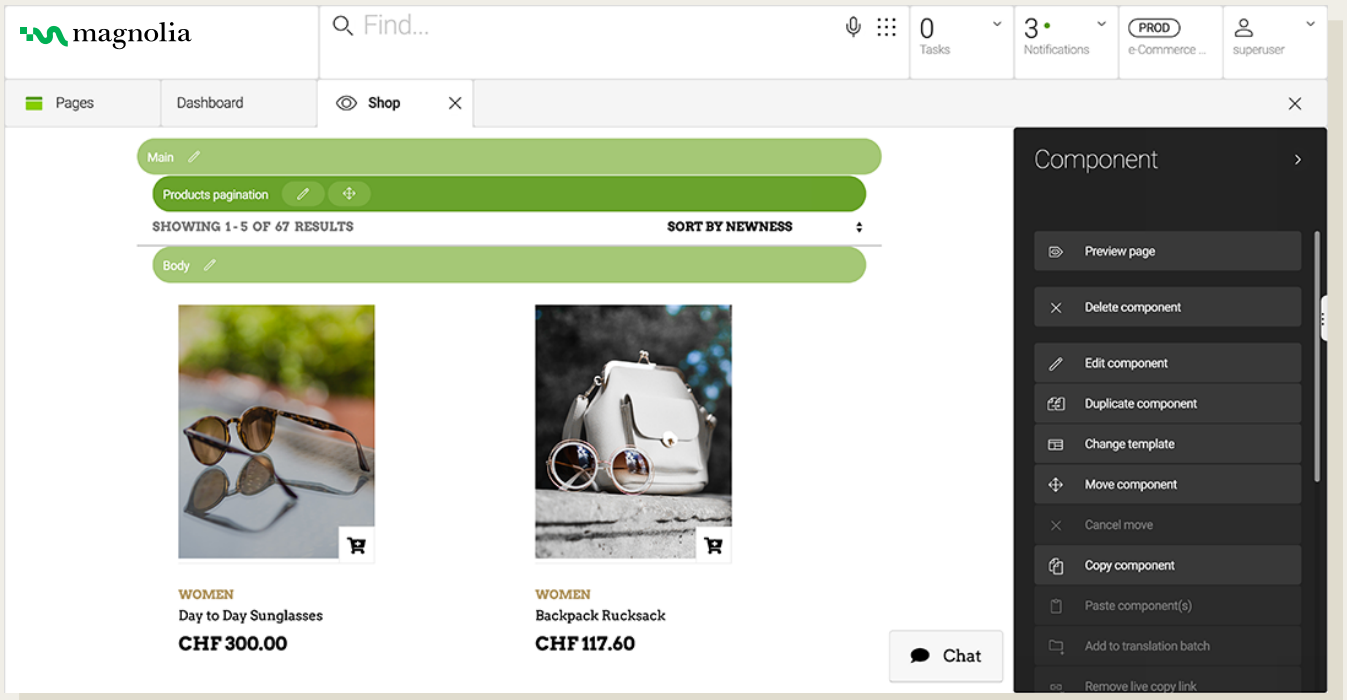 magnolia
Find...
0
Tasks
3
Notifications
PROD
e-Commerce ...
superuser
Pages
Dashboard
Shop
Main
Products pagination
SHOWING 1-5 OF 67 RESULTS
SORT BY NEWNESS
Body
WOMEN
Day to Day Sunglasses
CHF 300.00
WOMEN
Backpack Rucksack
CHF 117.60
Chat
Component
Preview page
Delete component
Edit component
Duplicate component
Change template
Move component
Cancel move
Copy component
Paste component(s)
Add to translation batch
Remove live copy link